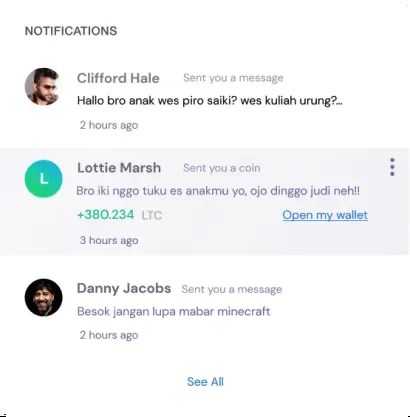 NOTIFICATIONS
Clifford Hale Sent you a message
Hallo bro anak wes piro saiki? wes kuliah urung?...
2 hours ago
L
Lottie Marsh Sent you a coin
Bro iki nggo tuku es anakmu yo, ojo dinggo judi neh!!
+380.234 LTC Open my wallet
3 hours ago
Danny Jacobs Sent you a message
Besok jangan lupa mabar minecraft
2 hours ago
See All